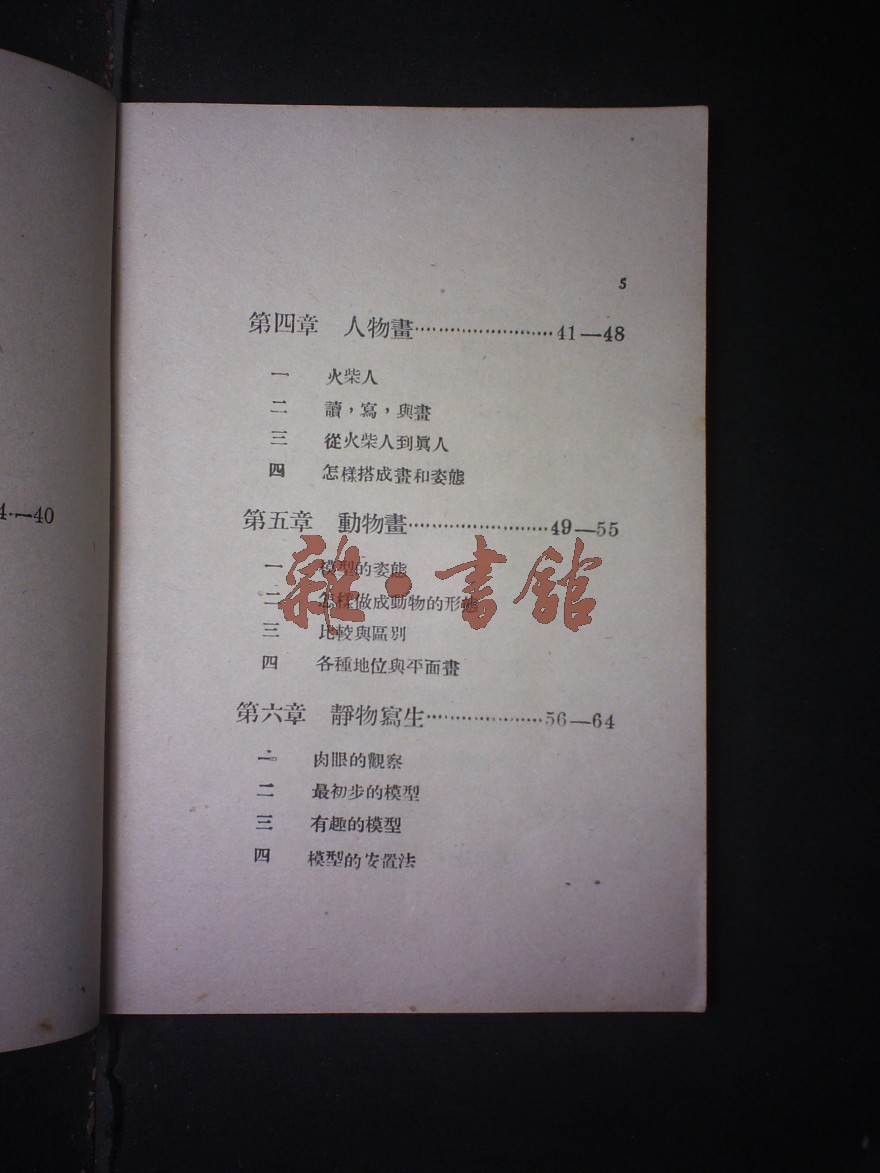 4·—40
5
第四章 人物畫························41—48
一 火柴人
二 讀，寫，與畫
三 從火柴人到眞人
四 怎樣搭成畫和姿態
第五章 動物畫························49—55
一 模型的姿態
二 怎樣做成動物的形態
三 比較與區別
四 各種地位與平面畫
第六章 靜物寫生····················56—64
一 肉眼的觀察
二 最初步的模型
三 有趣的模型
四 模型的安置法
雜·書館